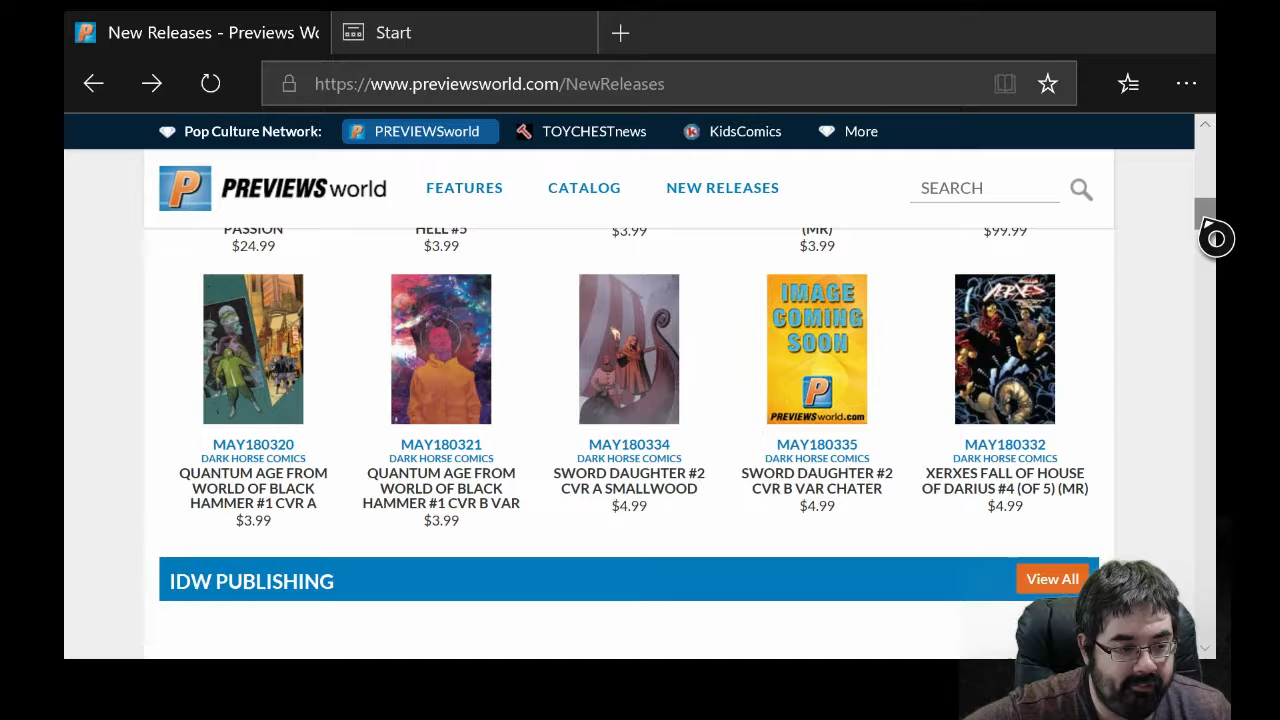 New Releases - Previews Wo
Start
https://www.previewsworld.com/NewReleases
Pop Culture Network:
PREVIEWSworld
TOYCHESTnews
KidsComics
More
PREVIEWSworld
FEATURES
CATALOG
NEW RELEASES
SEARCH
PASSION
$24.99
HELL #5
$3.99
$3.99
(MR)
$3.99
$99.99
XERXES
IMAGE
COMING
SOON
PREVIEWSworld.com
MAY180320
DARK HORSE COMICS
QUANTUM AGE FROM
WORLD OF BLACK
HAMMER #1 CVR A
$3.99
MAY180321
DARK HORSE COMICS
QUANTUM AGE FROM
WORLD OF BLACK
HAMMER #1 CVR B VAR
$3.99
MAY180334
DARK HORSE COMICS
SWORD DAUGHTER #2
CVR A SMALLWOOD
$4.99
MAY180335
DARK HORSE COMICS
SWORD DAUGHTER #2
CVR B VAR CHATER
$4.99
MAY180332
DARK HORSE COMICS
XERXES FALL OF HOUSE
OF DARIUS #4 (OF 5) (MR)
$4.99
IDW PUBLISHING
View All